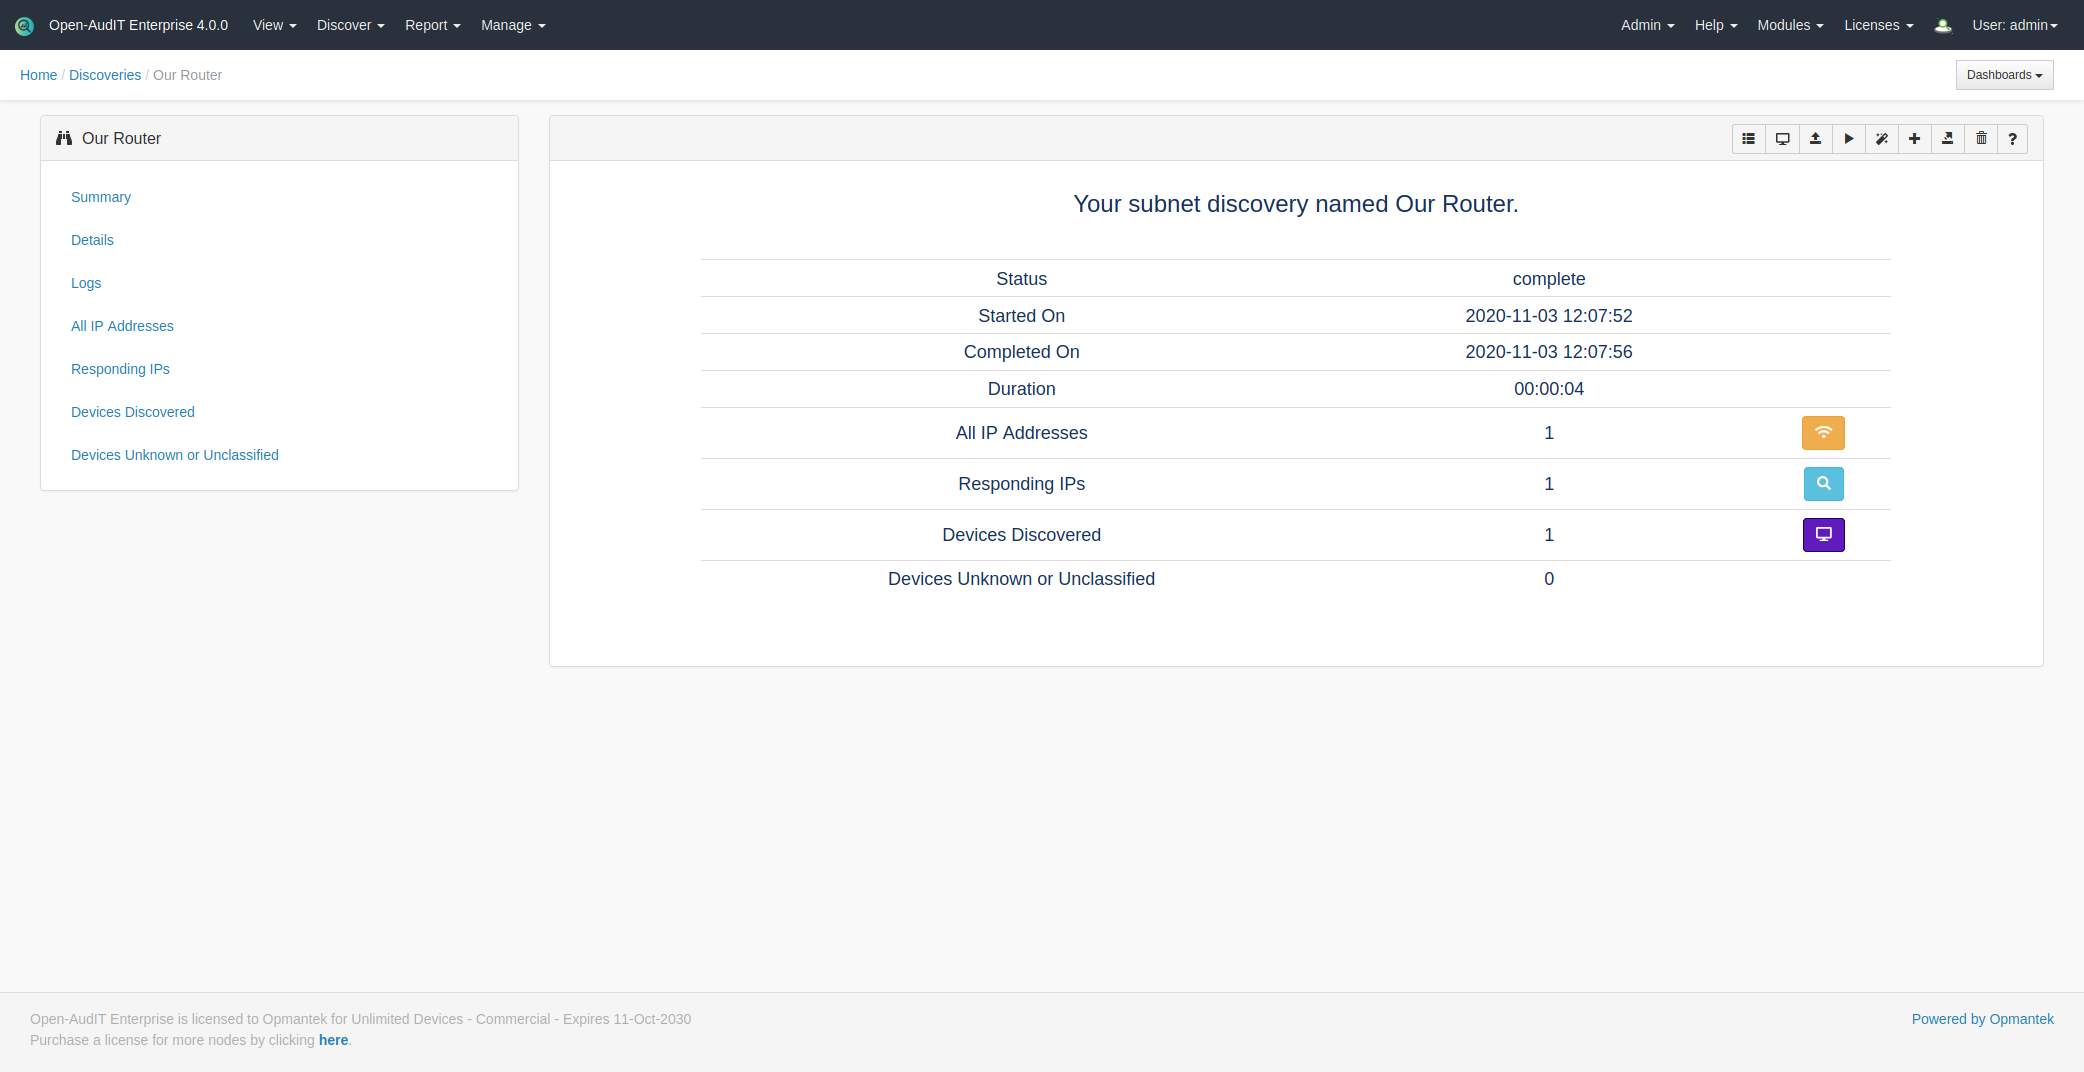 Open-AudIT Enterprise 4.0.0 View Discover Report Manage Admin Help Modules Licenses User: admin
Home / Discoveries / Our Router Dashboards
Our Router
Summary
Details
Logs
All IP Addresses
Responding IPs
Devices Discovered
Devices Unknown or Unclassified
?
Your subnet discovery named Our Router.
Status complete
Started On 2020-11-03 12:07:52
Completed On 2020-11-03 12:07:56
Duration 00:00:04
All IP Addresses 1
Responding IPs 1
Devices Discovered 1
Devices Unknown or Unclassified 0
Open-AudIT Enterprise is licensed to Opmantek for Unlimited Devices - Commercial - Expires 11-Oct-2030 Powered by Opmantek
Purchase a license for more nodes by clicking here.